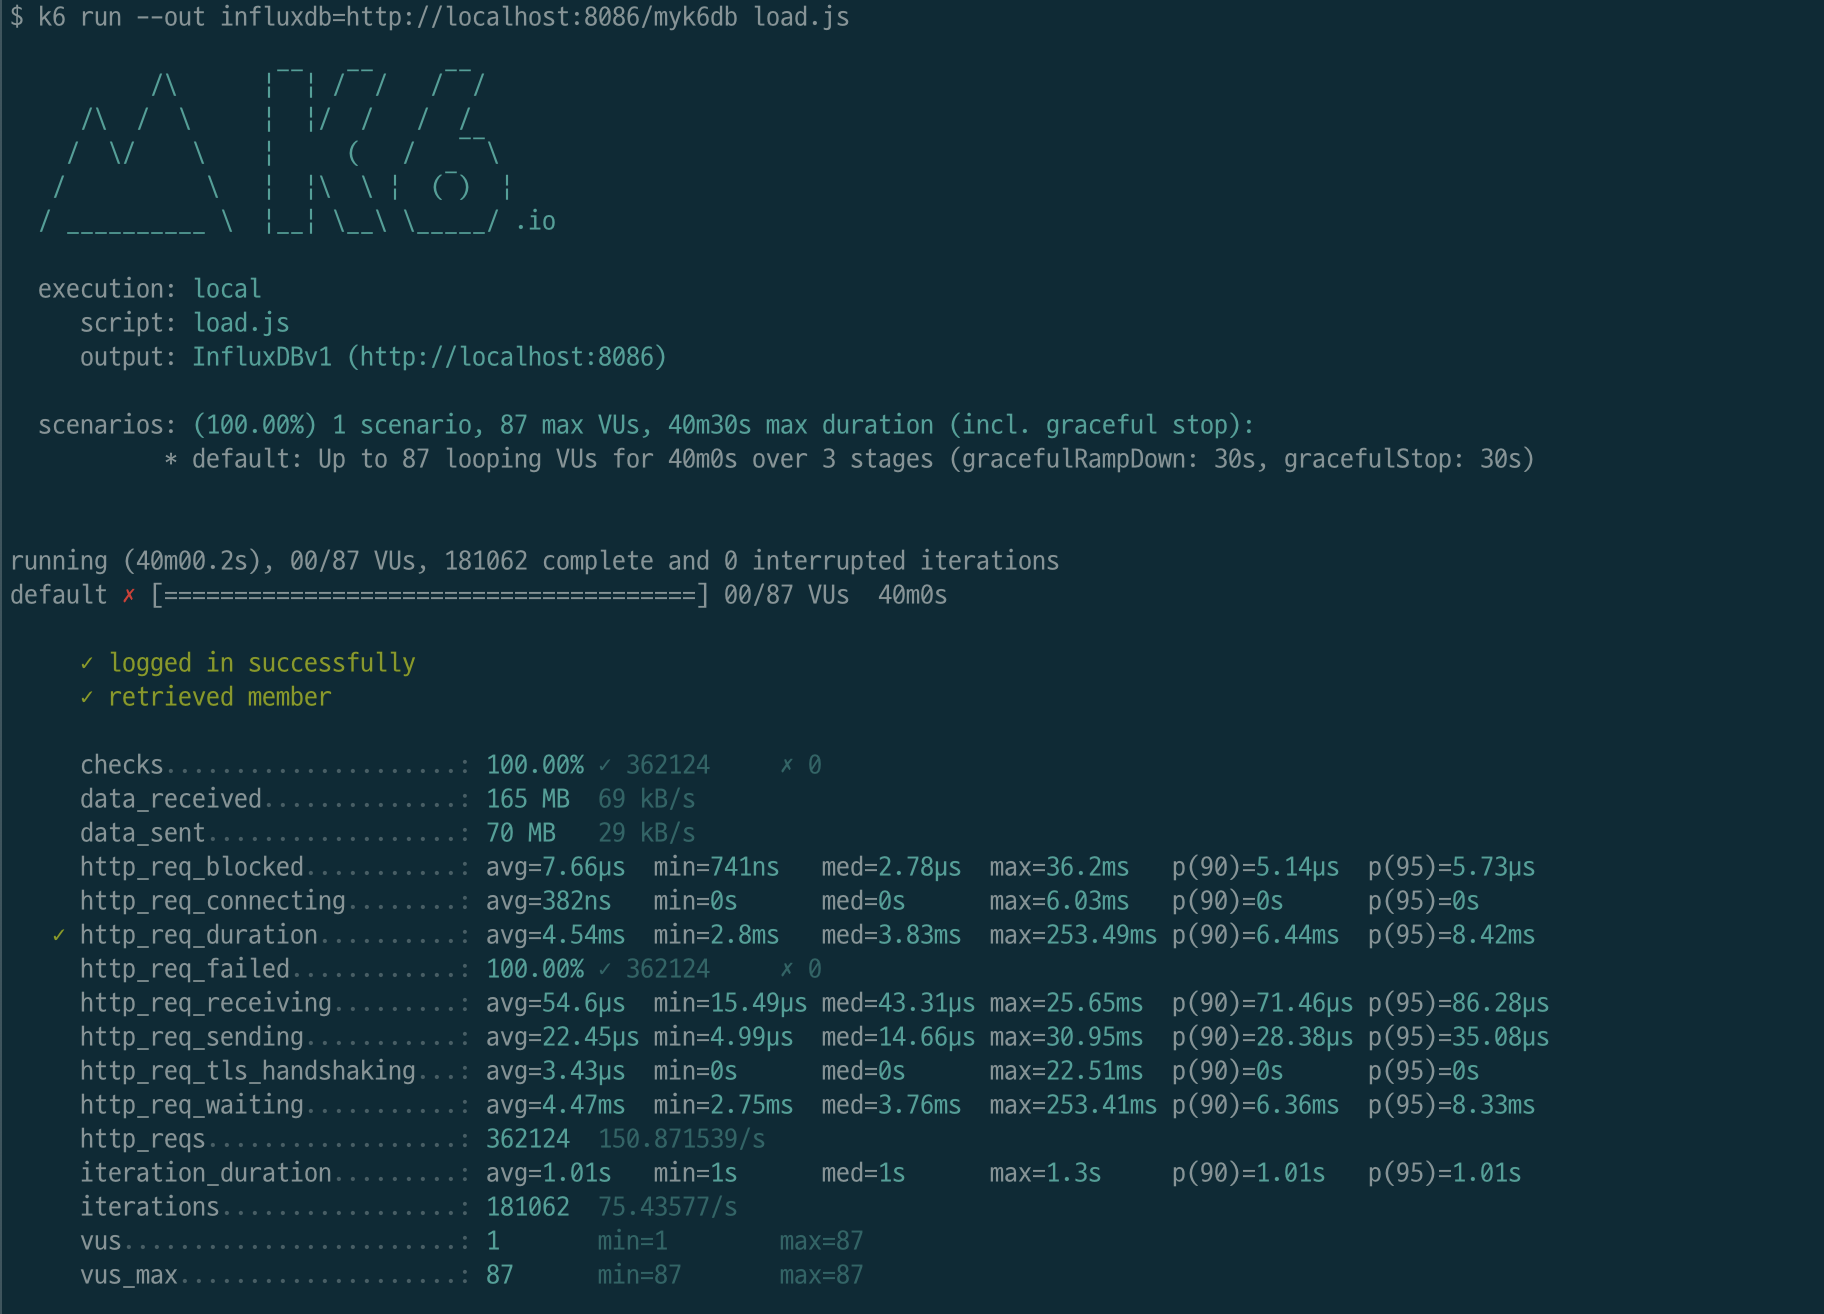 $ k6 run --out influxdb=http://localhost:8086/myk6db load.js
          /\      |‾‾| /‾‾/   /‾‾/
     /\  /  \     |  |/  /   /  /
    /  \/    \    |     (   /   ‾‾\
   /          \   |  |\  \ |  (‾)  |
  / __________ \  |__| \__\ \_____/ .io
execution: local
script: load.js
output: InfluxDBv1 (http://localhost:8086)
scenarios: (100.00%) 1 scenario, 87 max VUs, 40m30s max duration (incl. graceful stop):
* default: Up to 87 looping VUs for 40m0s over 3 stages (gracefulRampDown: 30s, gracefulStop: 30s)
running (40m00.2s), 00/87 VUs, 181062 complete and 0 interrupted iterations
default ✗ [======================================] 00/87 VUs  40m0s
✓ logged in successfully
✓ retrieved member
checks.....................: 100.00% ✓ 362124     ✗ 0
data_received..............: 165 MB  69 kB/s
data_sent..................: 70 MB   29 kB/s
http_req_blocked...........: avg=7.66µs  min=741ns   med=2.78µs  max=36.2ms   p(90)=5.14µs  p(95)=5.73µs
http_req_connecting........: avg=382ns   min=0s      med=0s      max=6.03ms   p(90)=0s      p(95)=0s
✓ http_req_duration..........: avg=4.54ms  min=2.8ms   med=3.83ms  max=253.49ms p(90)=6.44ms  p(95)=8.42ms
http_req_failed............: 100.00% ✓ 362124     ✗ 0
http_req_receiving.........: avg=54.6µs  min=15.49µs med=43.31µs max=25.65ms  p(90)=71.46µs p(95)=86.28µs
http_req_sending...........: avg=22.45µs min=4.99µs  med=14.66µs max=30.95ms  p(90)=28.38µs p(95)=35.08µs
http_req_tls_handshaking...: avg=3.43µs  min=0s      med=0s      max=22.51ms  p(90)=0s      p(95)=0s
http_req_waiting...........: avg=4.47ms  min=2.75ms  med=3.76ms  max=253.41ms p(90)=6.36ms  p(95)=8.33ms
http_reqs..................: 362124  150.871539/s
iteration_duration.........: avg=1.01s   min=1s      med=1s      max=1.3s     p(90)=1.01s   p(95)=1.01s
iterations.................: 181062  75.43577/s
vus........................: 1       min=1        max=87
vus_max....................: 87      min=87       max=87